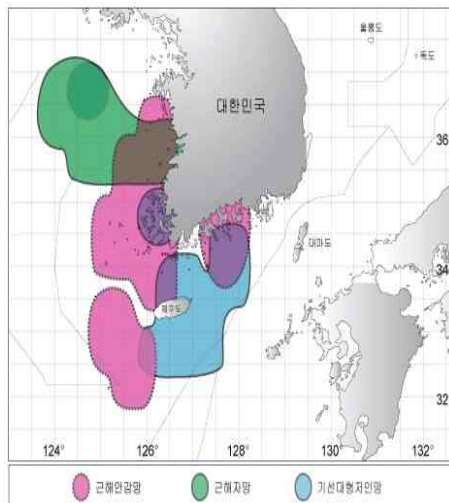 울릉도
독도
대한민국
36
대마도
34
제주도
32
124°
126°
128°
130°
132°
근해안강망
근해자망
기선대형저인망